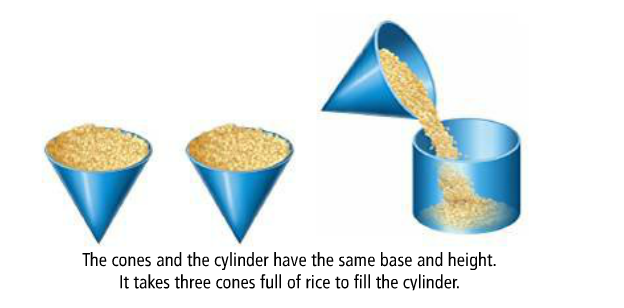 The cones and the cylinder have the same base and height.
It takes three cones full of rice to fill the cylinder.